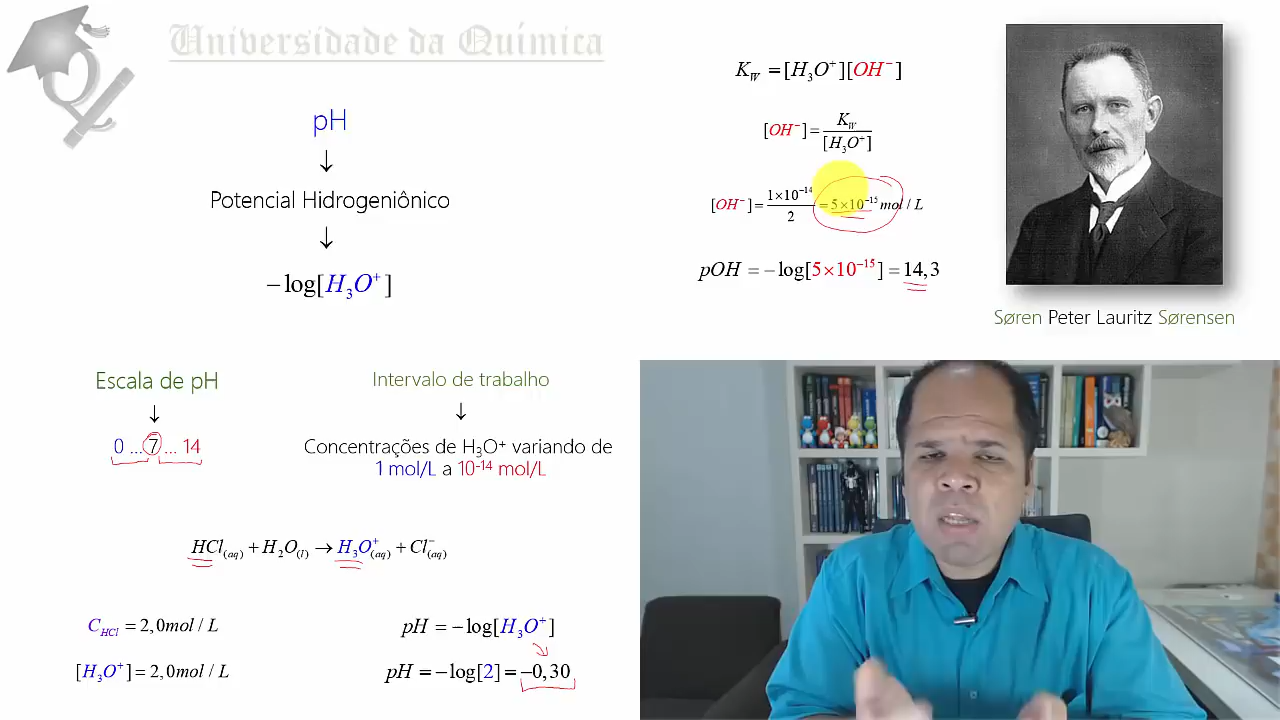 Universidade da Química
pH
↓
Potencial Hidrogeniônico
↓
−log[H₃O⁺]
K_W = [H₃O⁺][OH⁻]
[OH⁻] = K_W / [H₃O⁺]
[OH⁻] = 1×10⁻¹⁴ / 2 = 5×10⁻¹⁵ mol / L
pOH = −log[5×10⁻¹⁵] = 14,3
Søren Peter Lauritz Sørensen
Escala de pH
↓
0 ... 7 ... 14
Intervalo de trabalho
↓
Concentrações de H₃O⁺ variando de
1 mol/L a 10⁻¹⁴ mol/L
HCl(aq) + H₂O(l) → H₃O⁺(aq) + Cl⁻(aq)
C_HCl = 2,0mol / L
[H₃O⁺] = 2,0mol / L
pH = −log[H₃O⁺]
pH = −log[2] = −0,30